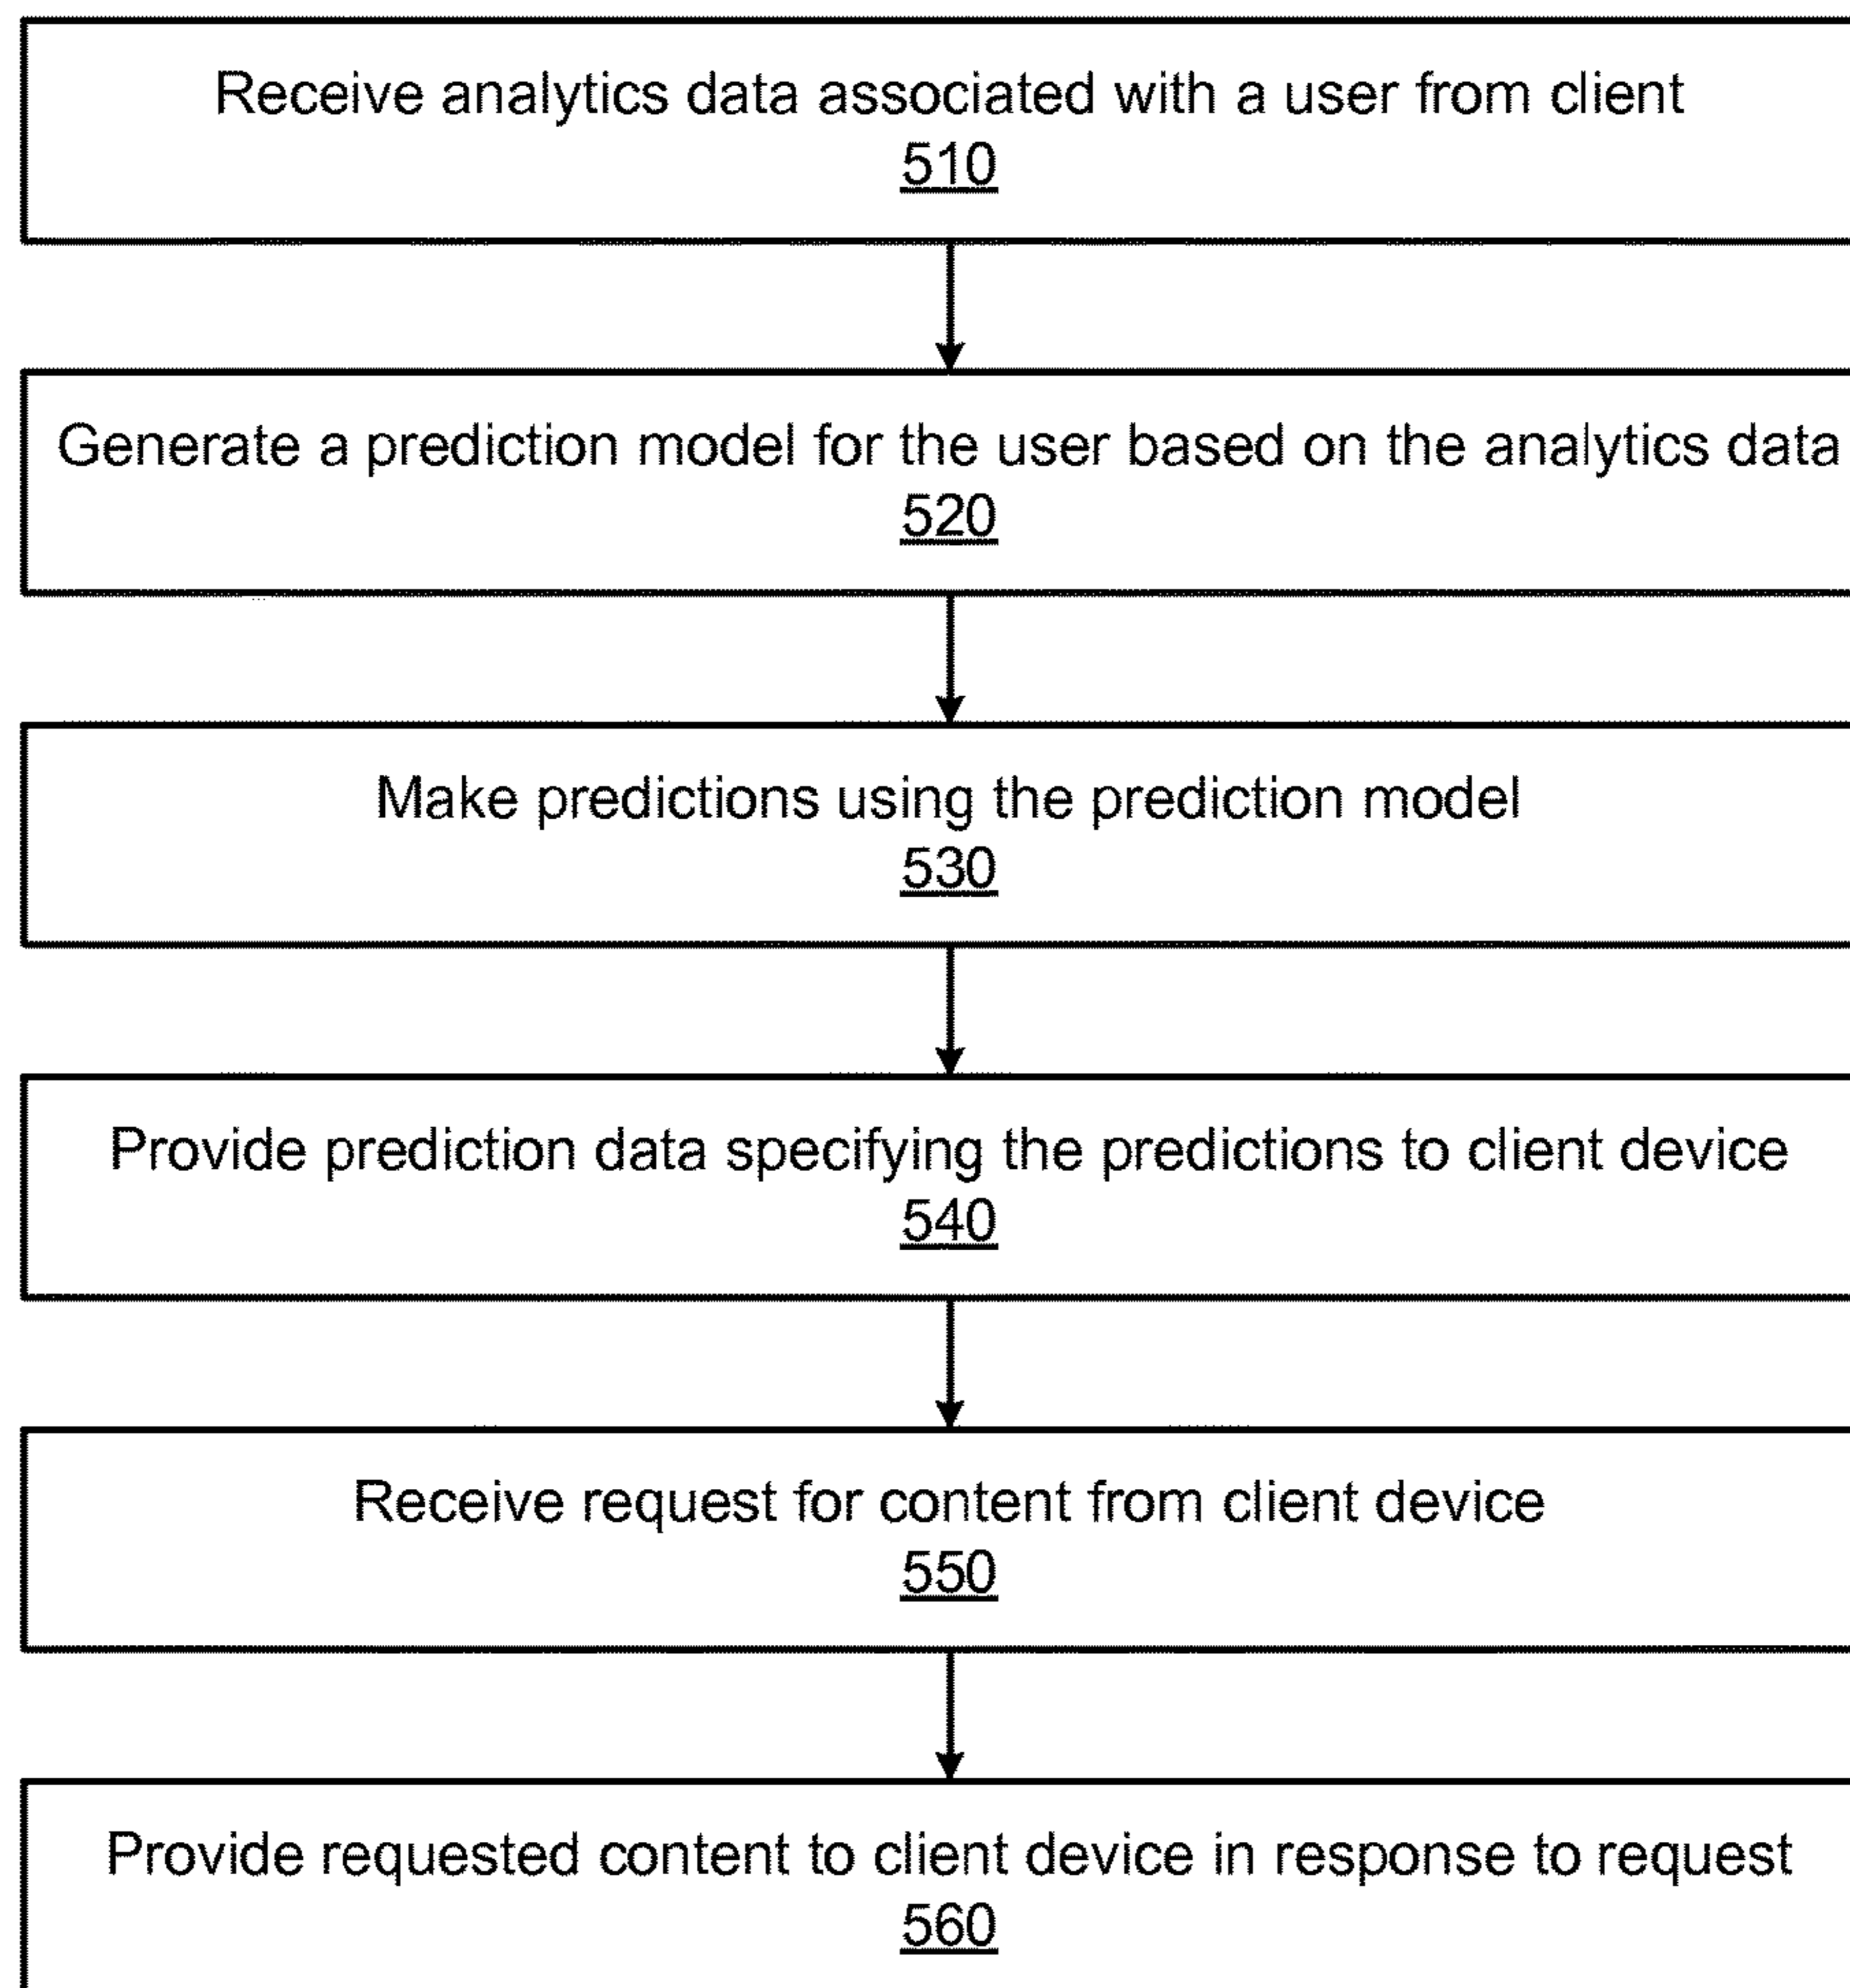 Receive analytics data associated with a user from client
510
Generate a prediction model for the user based on the analytics data
520
Make predictions using the prediction model
530
Provide prediction data specifying the predictions to client device
540
Receive request for content from client device
550
Provide requested content to client device in response to request
560